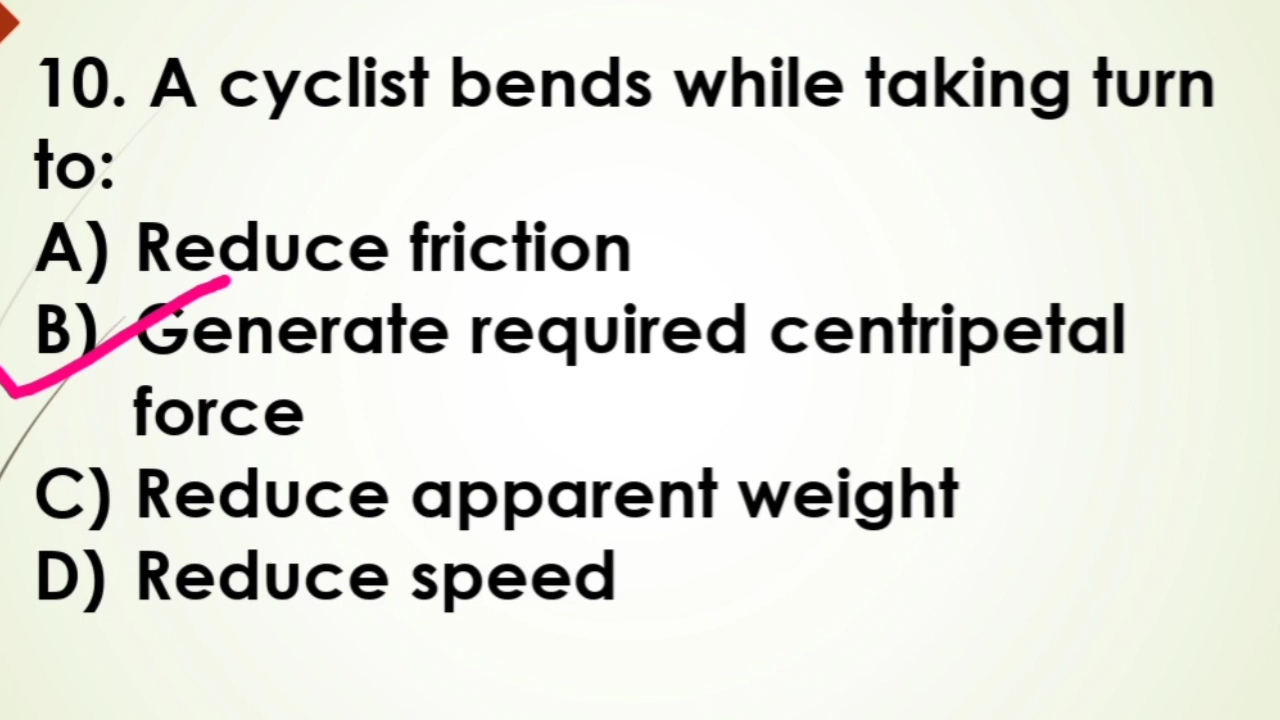 10. A cyclist bends while taking turn
to:
A) Reduce friction
B) Generate required centripetal
force
C) Reduce apparent weight
D) Reduce speed